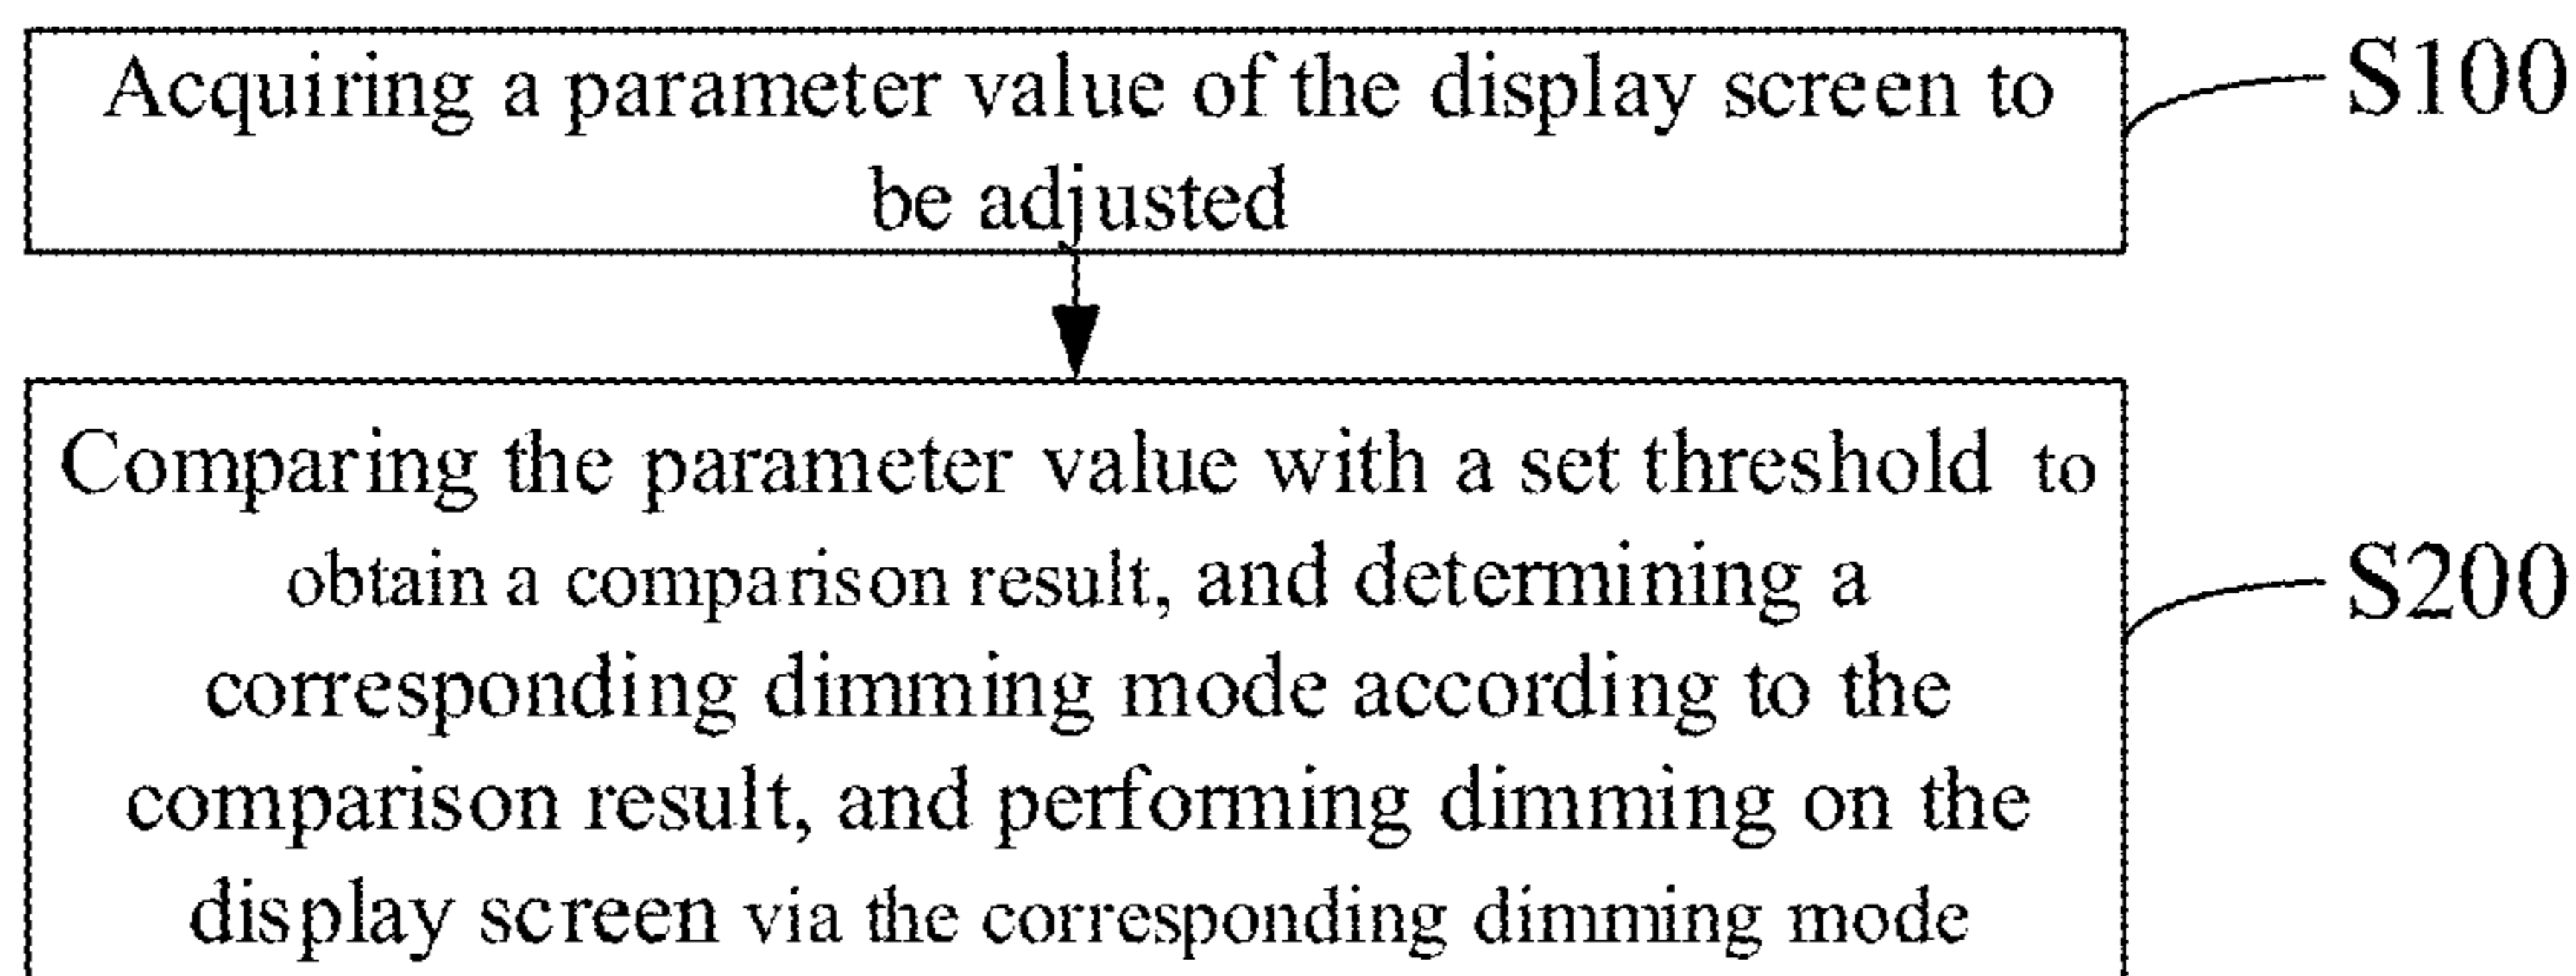 Acquiring a parameter value of the display screen to
be adjusted
S100
Comparing the parameter value with a set threshold to
obtain a comparison result, and determining a
corresponding dimming mode according to the
comparison result, and performing dimming on the
display screen via the corresponding dimming mode
S200